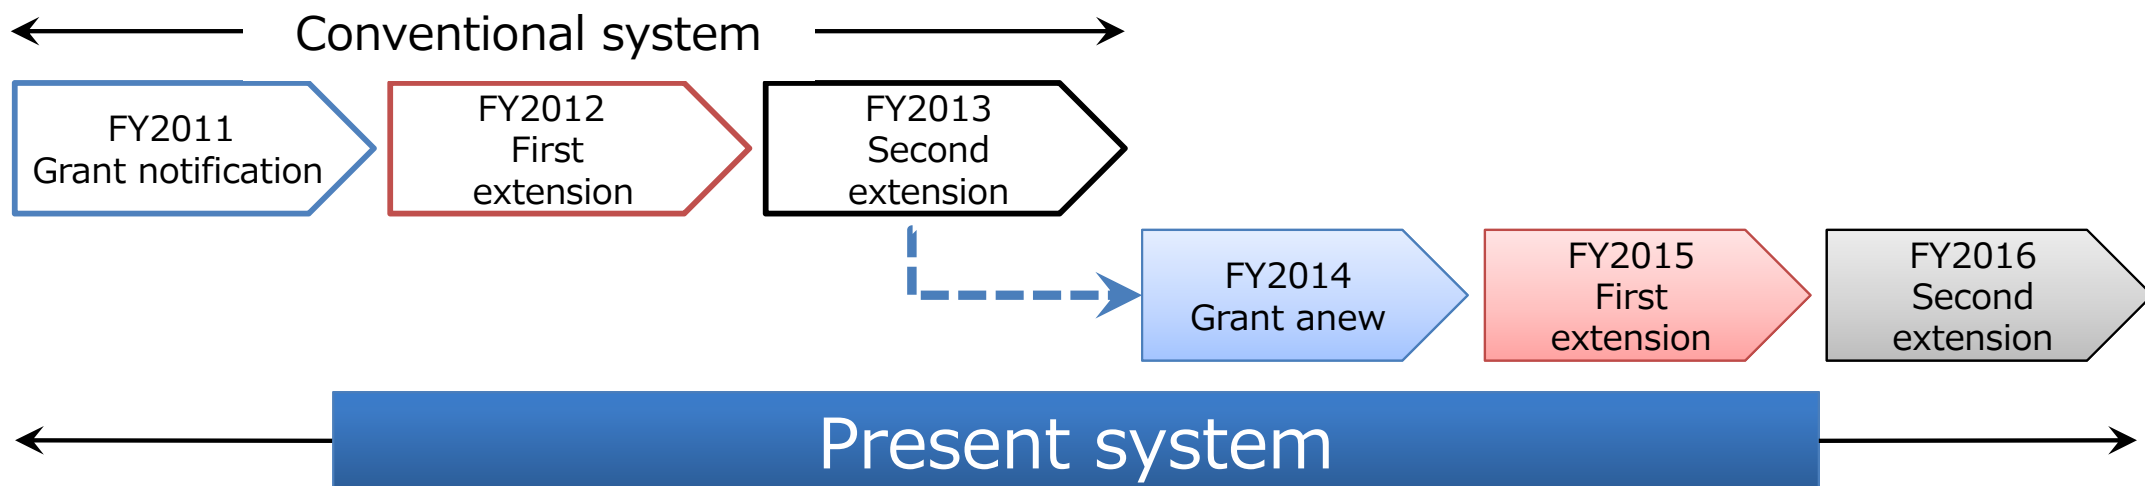 Conventional system
FY2011
Grant notification
FY2012
First
extension
FY2013
Second
extension
FY2014
Grant anew
FY2015
First
extension
FY2016
Second
extension
Present system